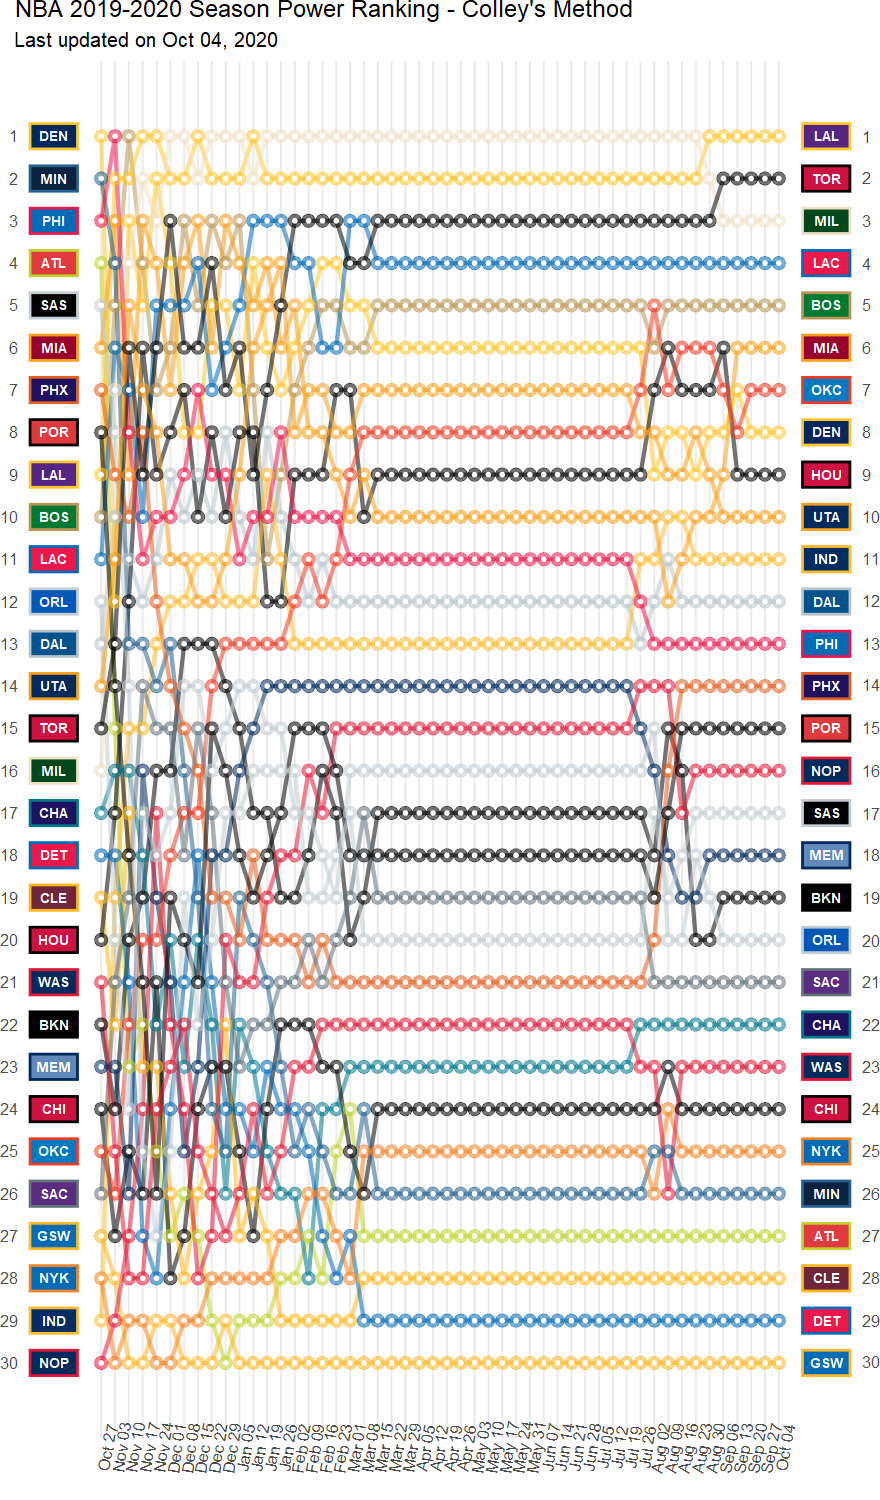 NBA 2019-2020 Season Power Ranking - Colley's Method
Last updated on Oct 04, 2020
1 DEN LAL 1
2 MIN TOR 2
3 PHI MIL 3
4 ATL LAC 4
5 SAS BOS 5
6 MIA MIA 6
7 PHX OKC 7
8 POR DEN 8
9 LAL HOU 9
10 BOS UTA 10
11 LAC IND 11
12 ORL DAL 12
13 DAL PHI 13
14 UTA PHX 14
15 TOR POR 15
16 MIL NOP 16
17 CHA SAS 17
18 DET MEM 18
19 CLE BKN 19
20 HOU ORL 20
21 WAS SAC 21
22 BKN CHA 22
23 MEM WAS 23
24 CHI CHI 24
25 OKC NYK 25
26 SAC MIN 26
27 GSW ATL 27
28 NYK CLE 28
29 IND DET 29
30 NOP GSW 30
Oct 27
Nov 03
Nov 10
Nov 17
Nov 24
Dec 01
Dec 08
Dec 15
Dec 22
Dec 29
Jan 05
Jan 12
Jan 19
Jan 26
Feb 02
Feb 09
Feb 16
Feb 23
Mar 01
Mar 08
Mar 15
Mar 22
Mar 29
Apr 05
Apr 12
Apr 19
Apr 26
May 03
May 10
May 17
May 24
May 31
Jun 07
Jun 14
Jun 21
Jun 28
Jul 05
Jul 12
Jul 19
Jul 26
Aug 02
Aug 09
Aug 16
Aug 23
Aug 30
Sep 06
Sep 13
Sep 20
Sep 27
Oct 04